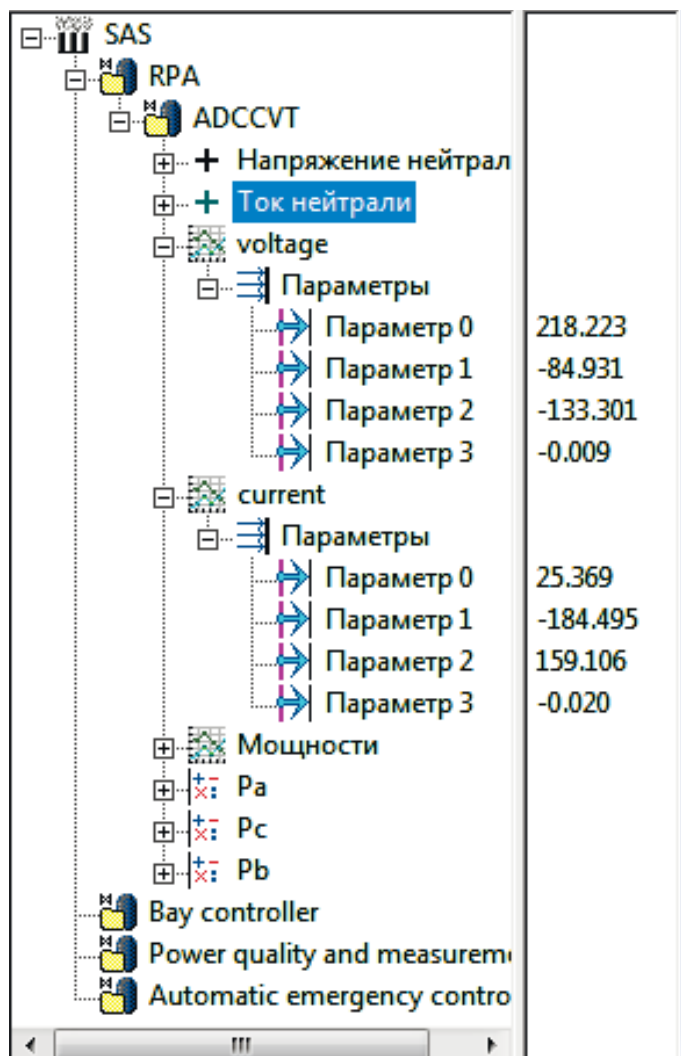 SAS
RPA
ADCCVT
Напряжение нейтрал
Ток нейтрали
voltage
Параметры
Параметр 0 218.223
Параметр 1 -84.931
Параметр 2 -133.301
Параметр 3 -0.009
current
Параметры
Параметр 0 25.369
Параметр 1 -184.495
Параметр 2 159.106
Параметр 3 -0.020
Мощности
Pa
Pc
Pb
Bay controller
Power quality and measurem
Automatic emergency contro